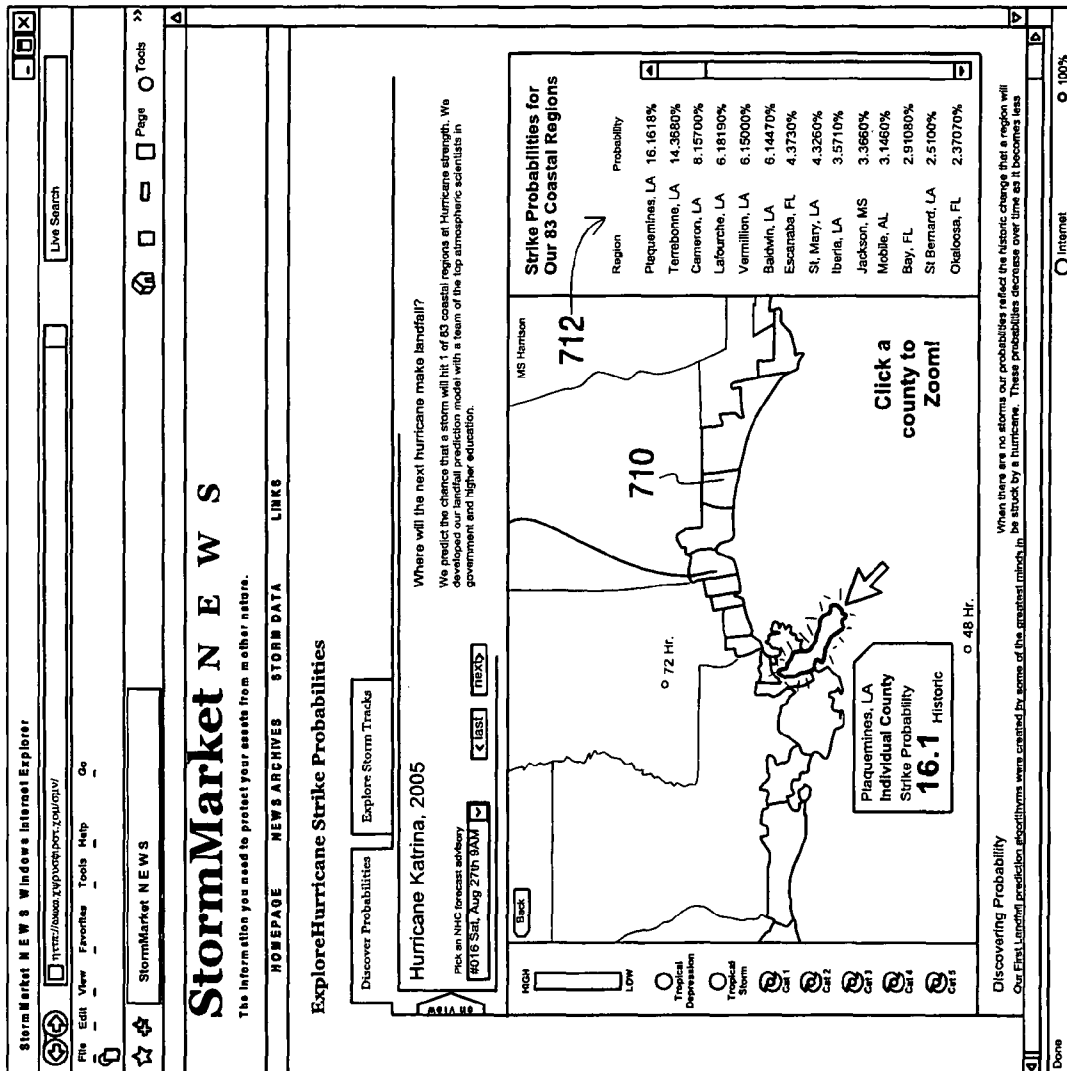 StormMarket N E W S Windows Internet Explorer
Live Search
File Edit View Favorites Tools Help Go
StormMarket NEWS
Page
Tools
>>
StormMarket N E W S
The information you need to protect your assets from mother nature.
HOMEPAGE NEWS ARCHIVES STORM DATA LINKS
ExploreHurricane Strike Probabilities
Discover Probabilities
Explore Storm Tracks
Hurricane Katrina, 2005
Pick an NHC forecast advisory
#016 Sat, Aug 27th 9AM
< last
next>
Where will the next hurricane make landfall?
We predict the chance that a storm will hit 1 of 83 coastal regions at Hurricane strength. We
developed our landfall prediction model with a team of the top atmospheric scientists in
government and higher education.
on view
HIGH
LOW
Tropical
Depression
Tropical
Storm
Cat 1
Cat 2
Cat 3
Cat 4
Cat 5
Back
MS Harrison
72 Hr.
48 Hr.
710
712
Plaquemines, LA
Individual County
Strike Probability
16.1 Historic
Click a
county to
Zoom!
Strike Probabilities for
Our 83 Coastal Regions
Region Probability
Plaquemines, LA 16.1618%
Terrebonne, LA 14.3680%
Cameron, LA 8.15700%
Lafourche, LA 6.18190%
Vermillion, LA 6.15000%
Baldwin, LA 6.14470%
Escanaba, FL 4.3730%
St, Mary, LA 4.3260%
Iberia, LA 3.5710%
Jackson, MS 3.3660%
Mobile, AL 3.1460%
Bay, FL 2.91080%
St Bernard, LA 2.5100%
Okaloosa, FL 2.37070%
Discovering Probability
Our First Landfall prediction algorithyms were created by some of the greatest minds in
When there are no storms our probabilities reflect the historic change that a region will
be struck by a hurricane. These probabilities decrease over time as it becomes less
Done
Internet
100%